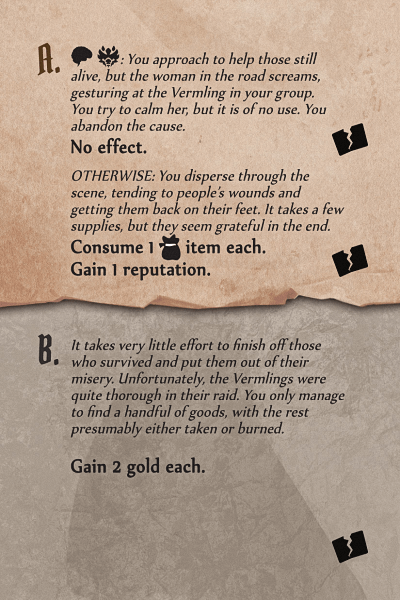 A.
: You approach to help those still
alive, but the woman in the road screams,
gesturing at the Vermling in your group.
You try to calm her, but it is of no use. You
abandon the cause.
No effect.
OTHERWISE: You disperse through the
scene, tending to people's wounds and
getting them back on their feet. It takes a few
supplies, but they seem grateful in the end.
Consume 1 item each.
Gain 1 reputation.
B.
It takes very little effort to finish off those
who survived and put them out of their
misery. Unfortunately, the Vermlings were
quite thorough in their raid. You only manage
to find a handful of goods, with the rest
presumably either taken or burned.
Gain 2 gold each.